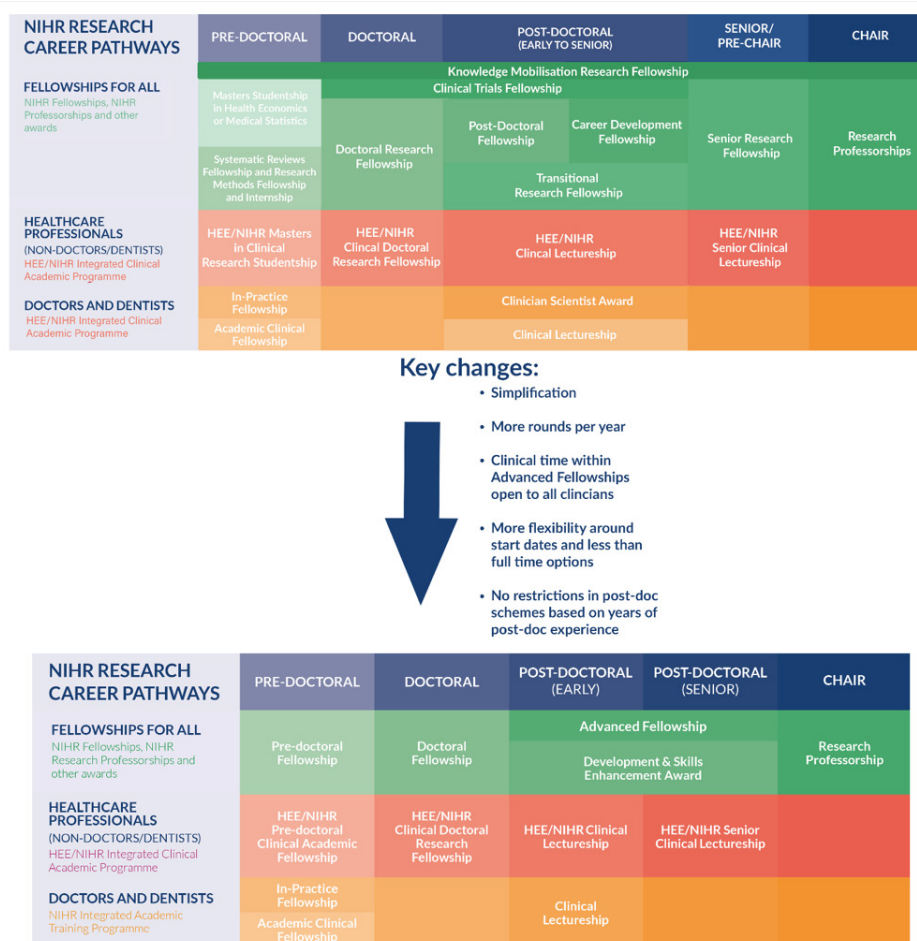 NIHR RESEARCH
CAREER PATHWAYS
PRE-DOCTORAL
DOCTORAL
POST-DOCTORAL
(EARLY TO SENIOR)
SENIOR/
PRE-CHAIR
CHAIR
Knowledge Mobilisation Research Fellowship
FELLOWSHIPS FOR ALL
NIHR Fellowships, NIHR
Professorships and other
awards
Masters Studentship
in Health Economics
or Medical Statistics
Systematic Reviews
Fellowship and Research
Methods Fellowship
and Internship
Clinical Trials Fellowship
Doctoral Research
Fellowship
Post-Doctoral
Fellowship
Career Development
Fellowship
Transitional
Research Fellowship
Senior Research
Fellowship
Research
Professorships
HEALTHCARE
PROFESSIONALS
(NON-DOCTORS/DENTISTS)
HEE/NIHR Integrated Clinical
Academic Programme
HEE/NIHR Masters
in Clinical
Research Studentship
HEE/NIHR
Clincal Doctoral
Research Fellowship
HEE/NIHR
Clincal Lectureship
HEE/NIHR
Senior Clinical
Lectureship
DOCTORS AND DENTISTS
HEE/NIHR Integrated Clinical
Academic Programme
In-Practice
Fellowship
Academic Clinical
Fellowship
Clinician Scientist Award
Clinical Lectureship
Key changes:
• Simplification
• More rounds per year
• Clinical time within
Advanced Fellowships
open to all clincians
• More flexibility around
start dates and less than
full time options
• No restrictions in post-doc
schemes based on years of
post-doc experience
NIHR RESEARCH
CAREER PATHWAYS
PRE-DOCTORAL
DOCTORAL
POST-DOCTORAL
(EARLY)
POST-DOCTORAL
(SENIOR)
CHAIR
FELLOWSHIPS FOR ALL
NIHR Fellowships, NIHR
Research Professorships and
other awards
Pre-doctoral
Fellowship
Doctoral
Fellowship
Advanced Fellowship
Development & Skills
Enhancement Award
Research
Professorship
HEALTHCARE
PROFESSIONALS
(NON-DOCTORS/DENTISTS)
HEE/NIHR Integrated Clinical
Academic Programme
HEE/NIHR
Pre-doctoral
Clinical Academic
Fellowship
HEE/NIHR
Clinical Doctoral
Research
Fellowship
HEE/NIHR Clinical
Lectureship
HEE/NIHR Senior
Clinical Lectureship
DOCTORS AND DENTISTS
NIHR Integrated Academic
Training Programme
In-Practice
Fellowship
Academic Clinical
Fellowship
Clinical
Lectureship